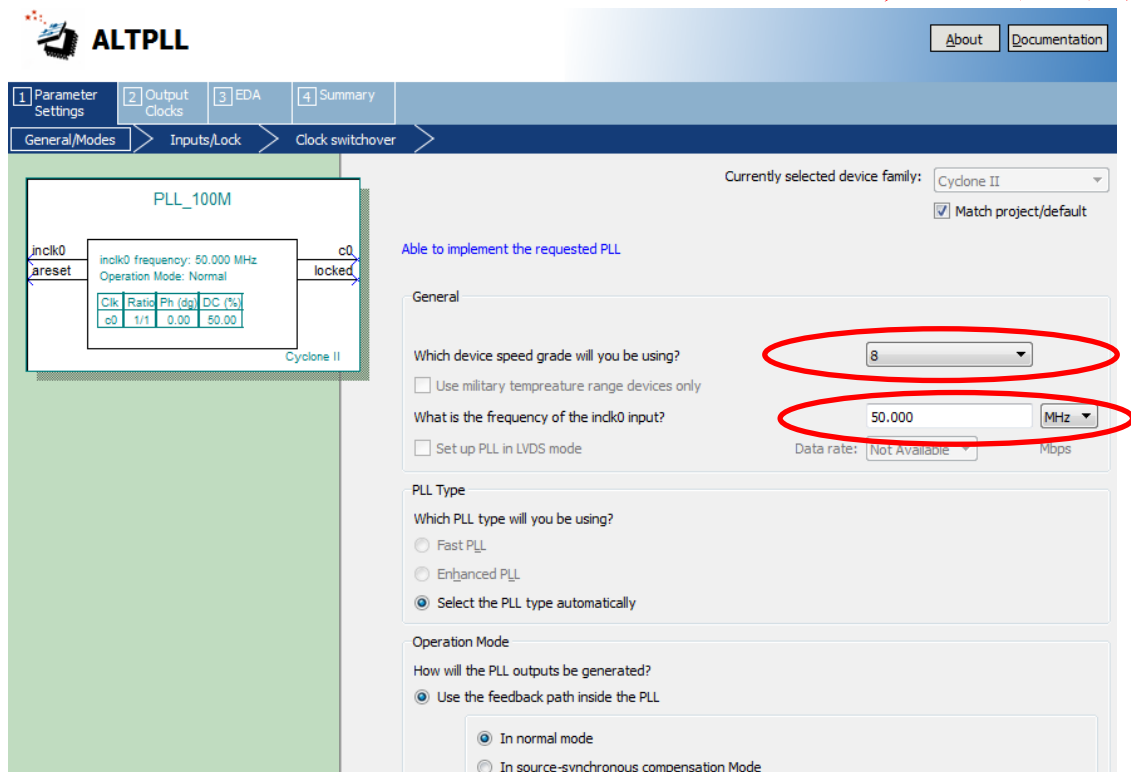 ALTPLL
About Documentation
1 Parameter Settings 2 Output Clocks 3 EDA 4 Summary
General/Modes Inputs/Lock Clock switchover
Currently selected device family: Cyclone II
Match project/default
PLL_100M
inclk0 c0
areset locked
inclk0 frequency: 50.000 MHz
Operation Mode: Normal
Clk Ratio Ph (dg) DC (%)
c0 1/1 0.00 50.00
Cyclone II
Able to implement the requested PLL
General
Which device speed grade will you be using? 8
Use military tempreature range devices only
What is the frequency of the inclk0 input? 50.000 MHz
Set up PLL in LVDS mode Data rate: Not Available Mbps
PLL Type
Which PLL type will you be using?
Fast PLL
Enhanced PLL
Select the PLL type automatically
Operation Mode
How will the PLL outputs be generated?
Use the feedback path inside the PLL
In normal mode
In source-synchronous compensation Mode